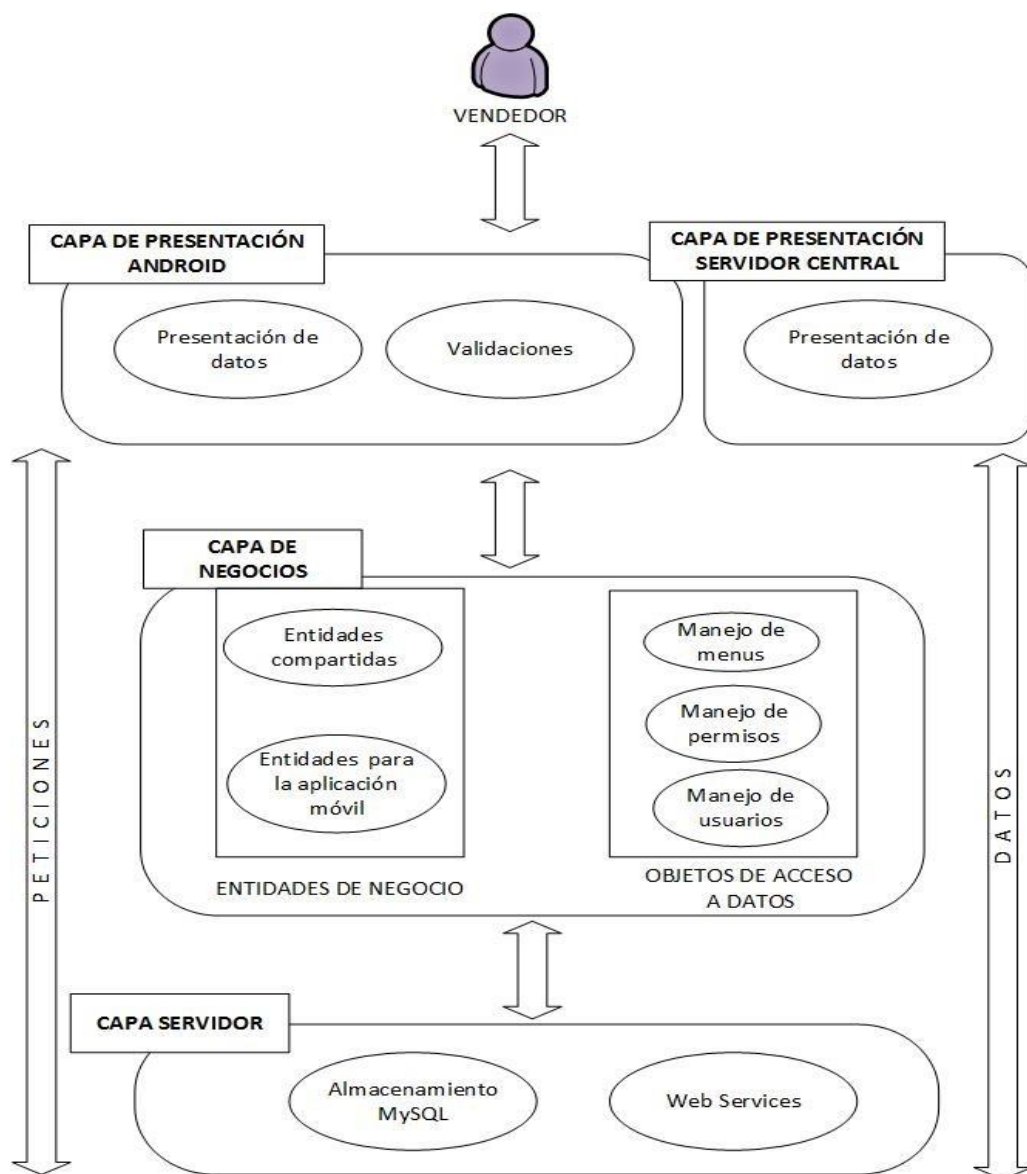 VENDEDOR
CAPA DE PRESENTACIÓN
ANDROID
CAPA DE PRESENTACIÓN
SERVIDOR CENTRAL
Presentación de
datos
Validaciones
Presentación de
datos
CAPA DE
NEGOCIOS
Entidades
compartidas
Entidades para
la aplicación
móvil
ENTIDADES DE NEGOCIO
Manejo de
menus
Manejo de
permisos
Manejo de
usuarios
OBJETOS DE ACCESO
A DATOS
PETICIONES
DATOS
CAPA SERVIDOR
Almacenamiento
MySQL
Web Services